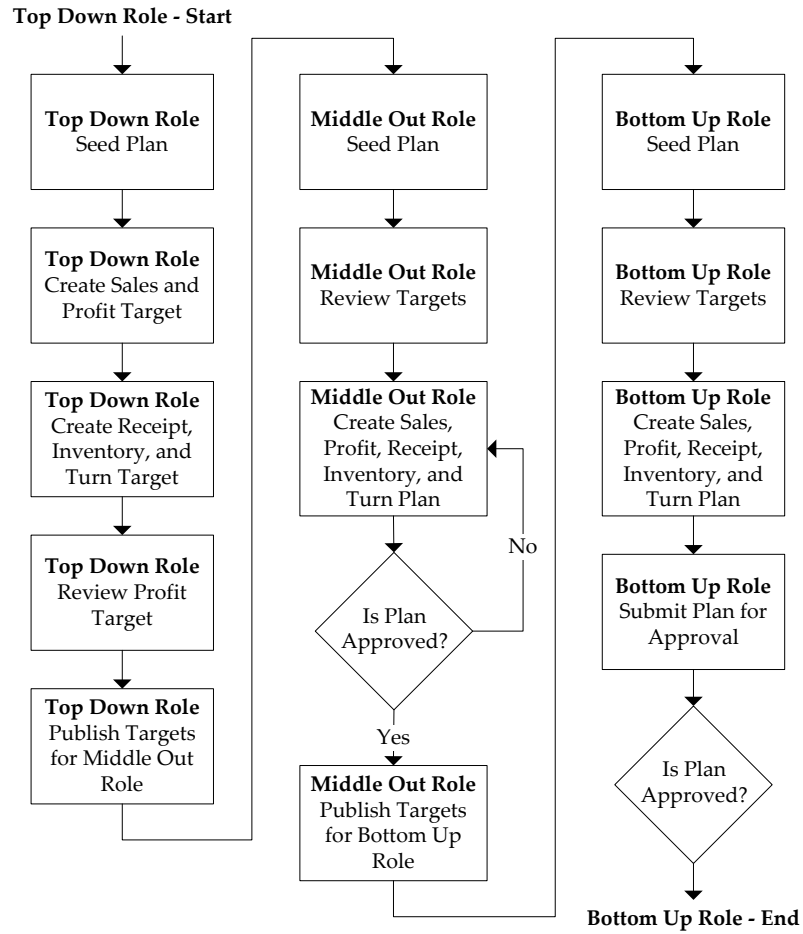 Top Down Role - Start
Top Down Role
Seed Plan
Top Down Role
Create Sales and
Profit Target
Top Down Role
Create Receipt,
Inventory, and
Turn Target
Top Down Role
Review Profit
Target
Top Down Role
Publish Targets
for Middle Out
Role
Middle Out Role
Seed Plan
Middle Out Role
Review Targets
Middle Out Role
Create Sales,
Profit, Receipt,
Inventory, and
Turn Plan
No
Is Plan
Approved?
Yes
Middle Out Role
Publish Targets
for Bottom Up
Role
Bottom Up Role
Seed Plan
Bottom Up Role
Review Targets
Bottom Up Role
Create Sales,
Profit, Receipt,
Inventory, and
Turn Plan
Bottom Up Role
Submit Plan for
Approval
Is Plan
Approved?
Bottom Up Role - End